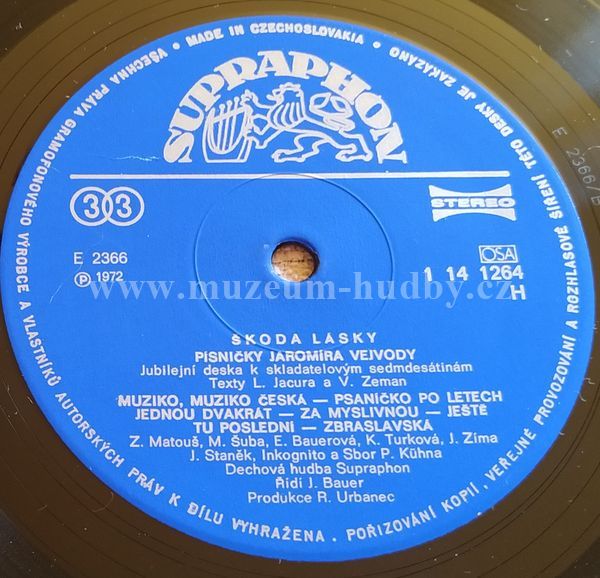 VŠECHNA PRÁVA GRAMOFONOVÉHO VÝROBCE A VLASTNÍKŮ AUTORSKÝCH PRÁV K DÍLU VYHRAŽENA. POŘIZOVÁNÍ KOPIÍ, VEŘEJNÉ PROVOZOVÁNÍ A ROZHLASOVÉ ŠÍŘENÍ TÉTO DESKY JE ZAKÁZÁNO • MADE IN CZECHOSLOVAKIA •
SUPRAPHON
33
STEREO
E 2366
Ⓟ 1972
OSA
1 14 1264
H
www.muzeum-hudby.cz
ŠKODA LÁSKY
PÍSNIČKY JAROMÍRA VEJVODY
Jubilejní deska k skladatelovým sedmdesátinám
Texty L. Jacura a V. Zeman
MUZIKO, MUZIKO ČESKÁ — PSANÍČKO PO LETECH
JEDNOU DVAKRÁT — ZA MYSLIVNOU — JEŠTĚ
TU POSLEDNÍ — ZBRASLAVSKÁ
Z. Matouš, M. Šuba, E. Bauerová, K. Turková, J. Zíma
J. Staněk, Inkognito a Sbor P. Kühna
Dechová hudba Supraphon
Řídí J. Bauer
Produkce R. Urbanec
E 2366/E